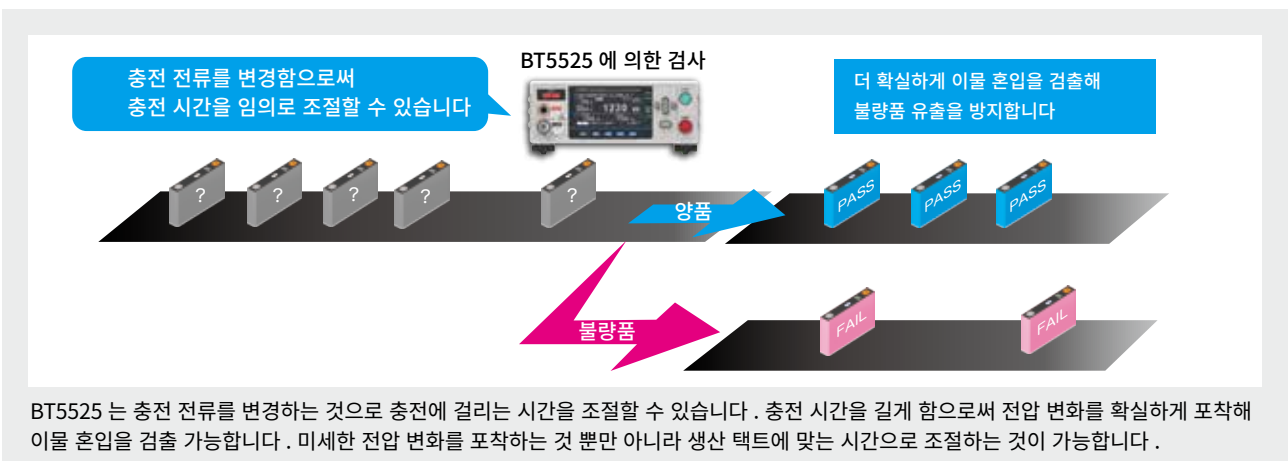 충전 전류를 변경함으로써
충전 시간을 임의로 조절할 수 있습니다
BT5525 에 의한 검사
더 확실하게 이물 혼입을 검출해
불량품 유출을 방지합니다
?
?
?
?
?
양품
PASS
PASS
PASS
불량품
FAIL
FAIL
BT5525 는 충전 전류를 변경하는 것으로 충전에 걸리는 시간을 조절할 수 있습니다 . 충전 시간을 길게 함으로써 전압 변화를 확실하게 포착해
이물 혼입을 검출 가능합니다 . 미세한 전압 변화를 포착하는 것 뿐만 아니라 생산 택트에 맞는 시간으로 조절하는 것이 가능합니다 .